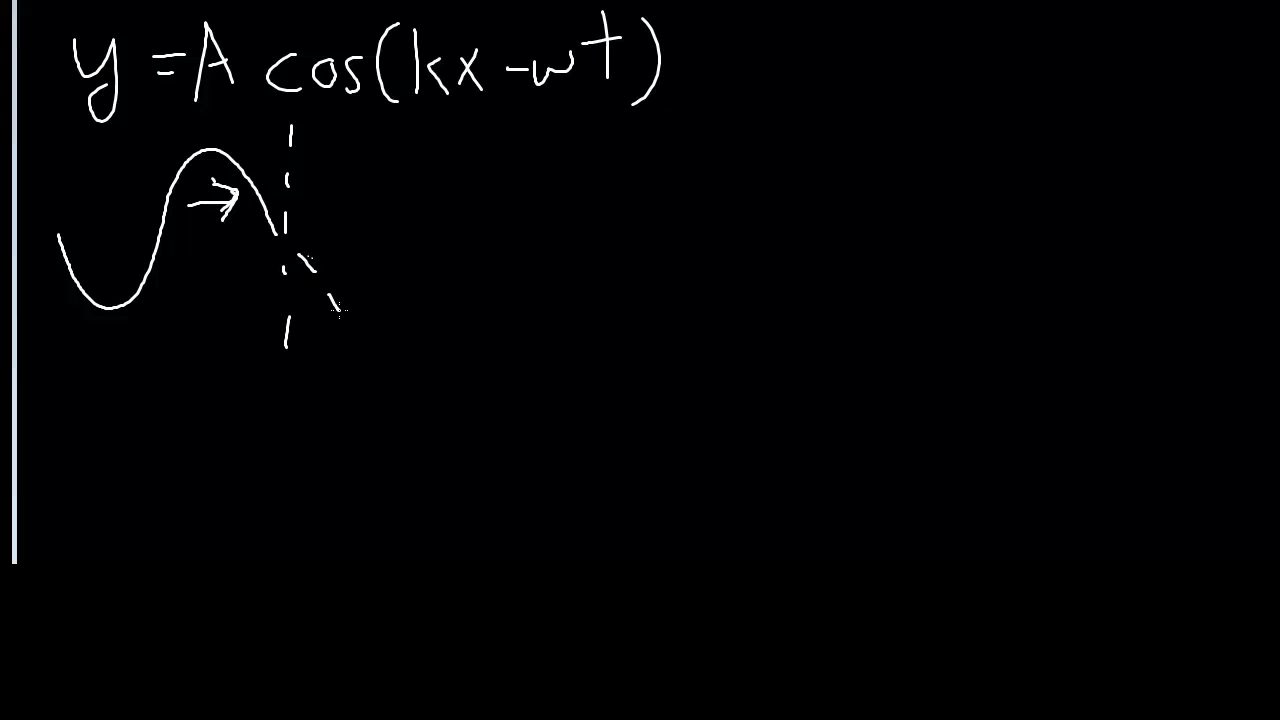 y = A cos(kx - wt)